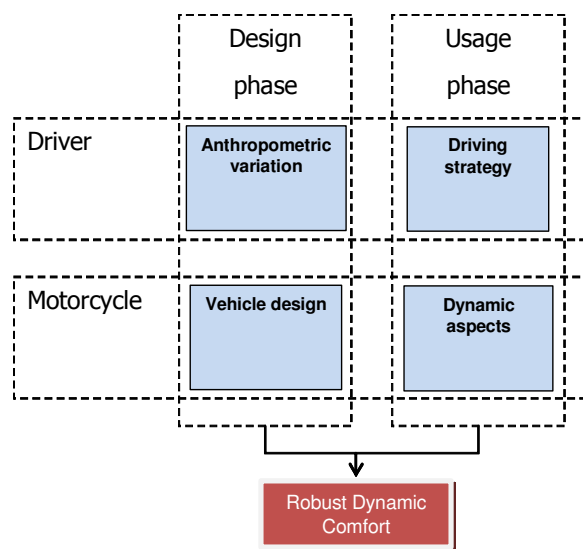 Design
phase
Usage
phase
Driver
Anthropometric
variation
Driving
strategy
Motorcycle
Vehicle design
Dynamic
aspects
Robust Dynamic
Comfort